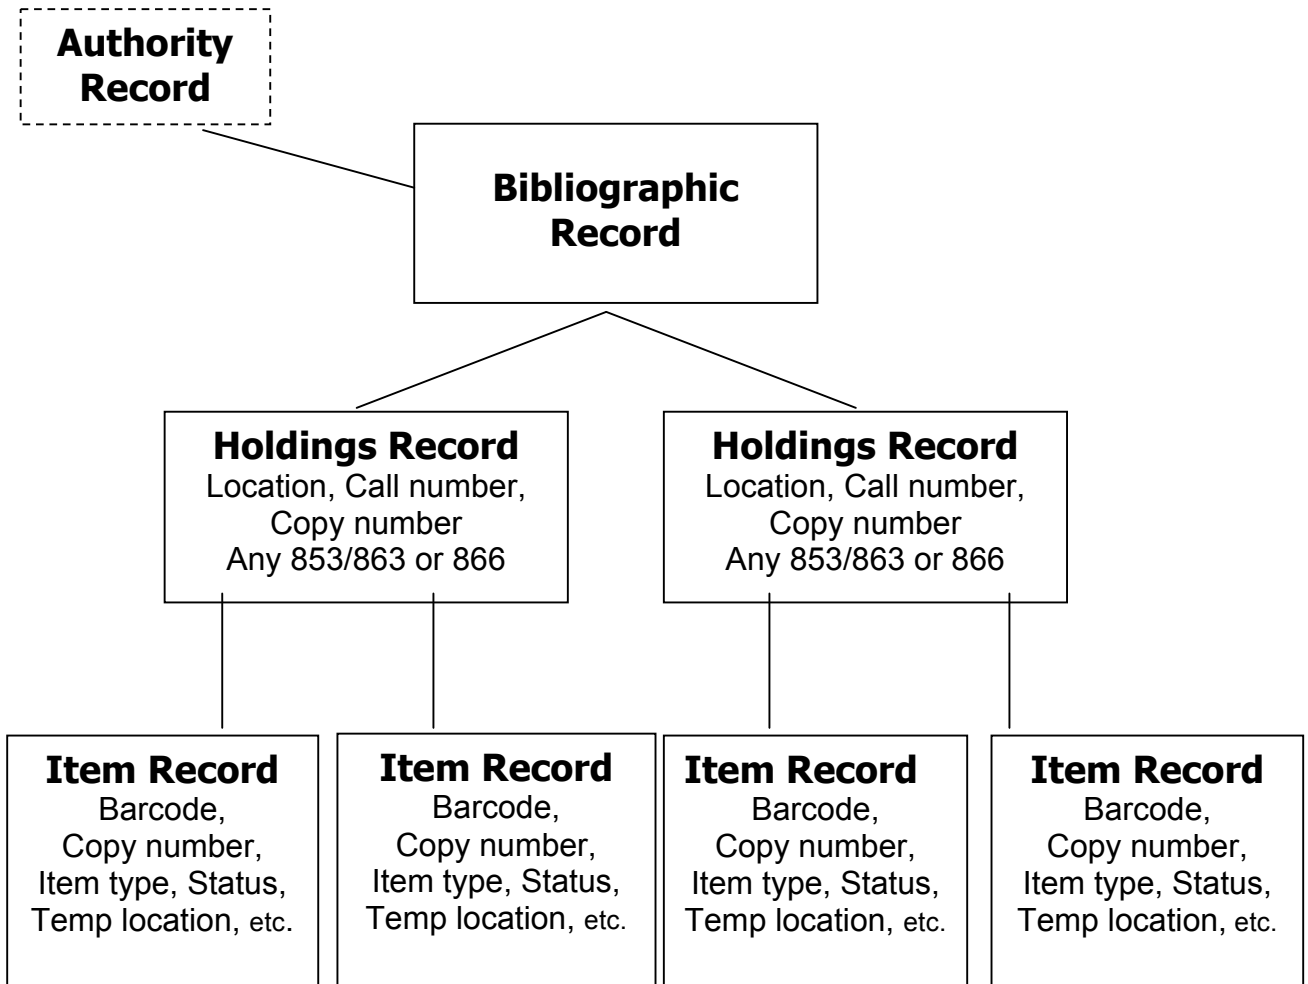 Authority
Record
Bibliographic
Record
Holdings Record
Location, Call number,
Copy number
Any 853/863 or 866
Holdings Record
Location, Call number,
Copy number
Any 853/863 or 866
Item Record
Barcode,
Copy number,
Item type, Status,
Temp location, etc.
Item Record
Barcode,
Copy number,
Item type, Status,
Temp location, etc.
Item Record
Barcode,
Copy number,
Item type, Status,
Temp location, etc.
Item Record
Barcode,
Copy number,
Item type, Status,
Temp location, etc.